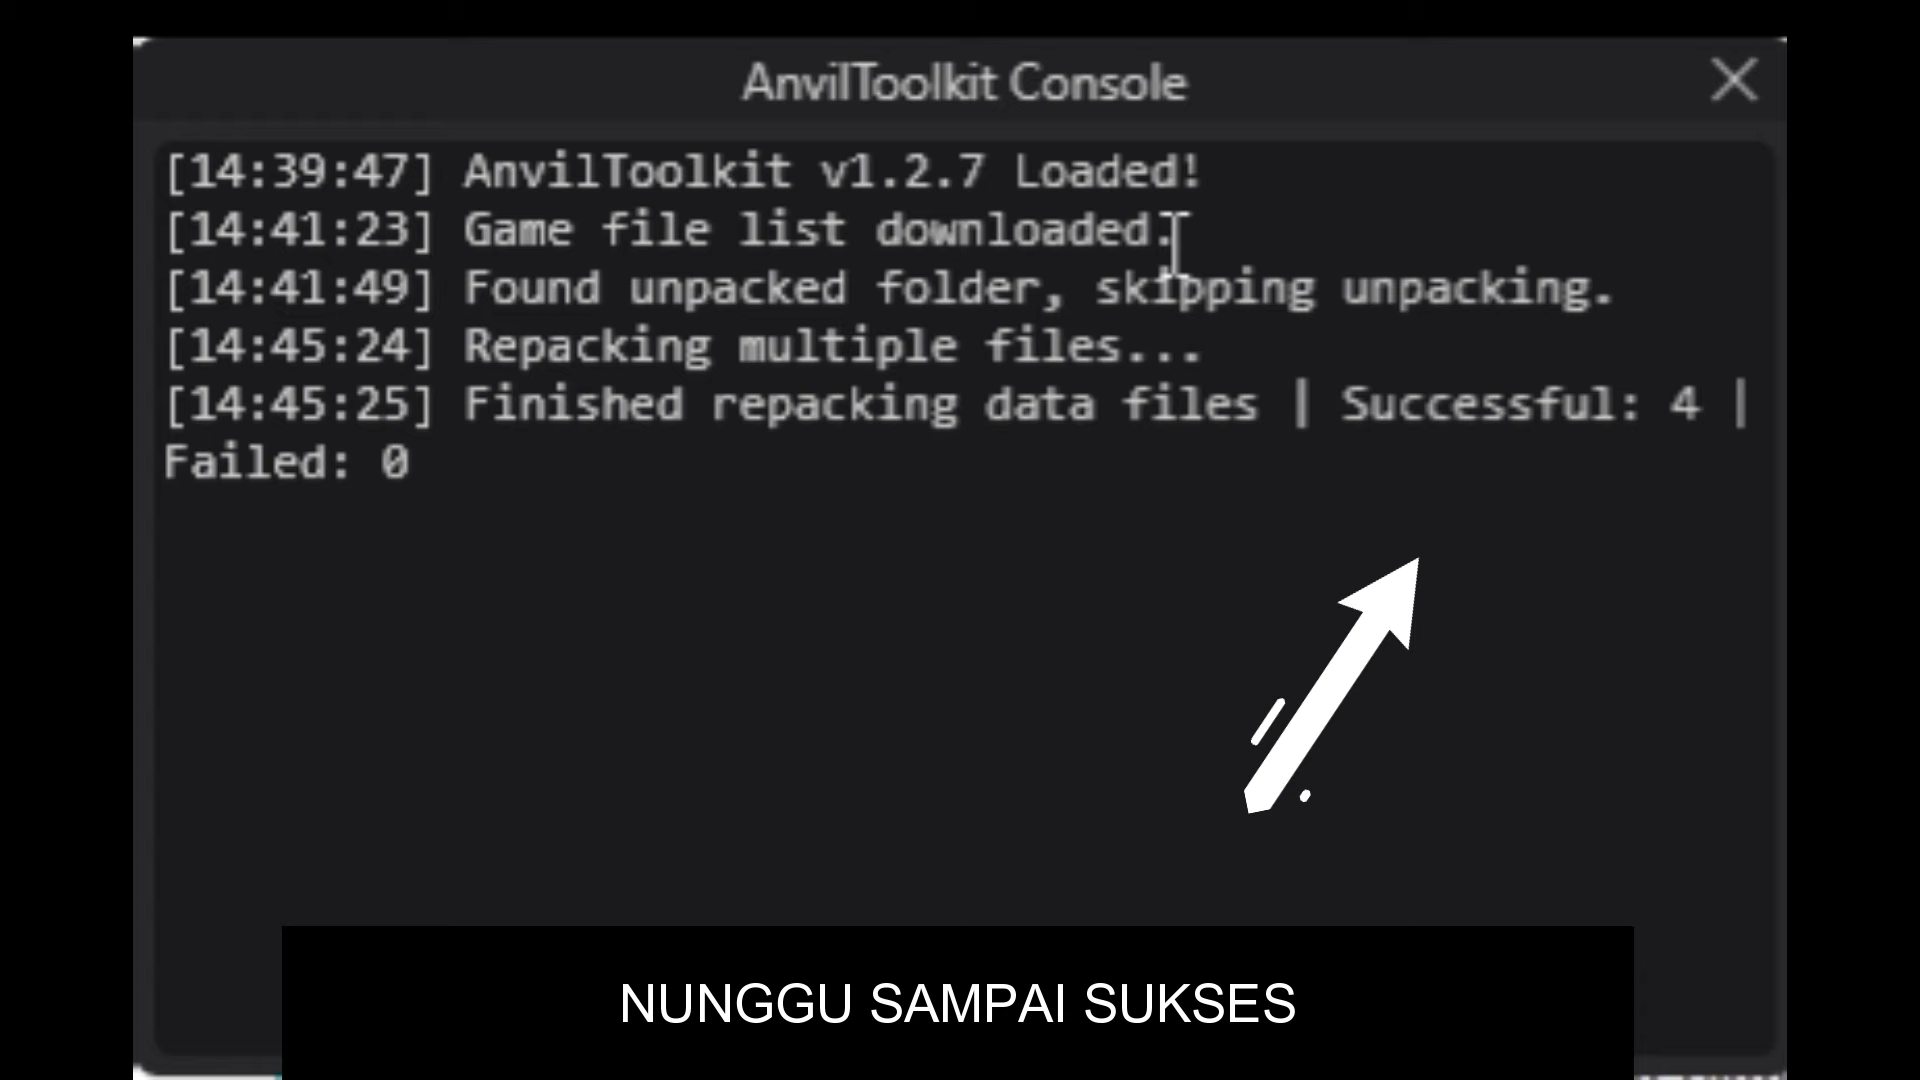 AnvilToolkit Console
[14:39:47] AnvilToolkit v1.2.7 Loaded!
[14:41:23] Game file list downloaded.
[14:41:49] Found unpacked folder, skipping unpacking.
[14:45:24] Repacking multiple files...
[14:45:25] Finished repacking data files | Successful: 4 |
Failed: 0
NUNGGU SAMPAI SUKSES